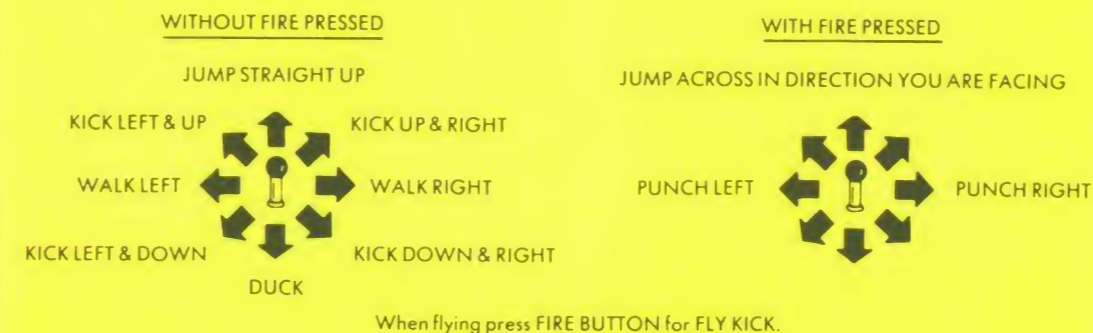 WITHOUT FIRE PRESSED
JUMP STRAIGHT UP
KICK LEFT & UP
KICK UP & RIGHT
WALK LEFT
WALK RIGHT
KICK LEFT & DOWN
KICK DOWN & RIGHT
DUCK
WITH FIRE PRESSED
JUMP ACROSS IN DIRECTION YOU ARE FACING
PUNCH LEFT
PUNCH RIGHT
When flying press FIRE BUTTON for FLY KICK.